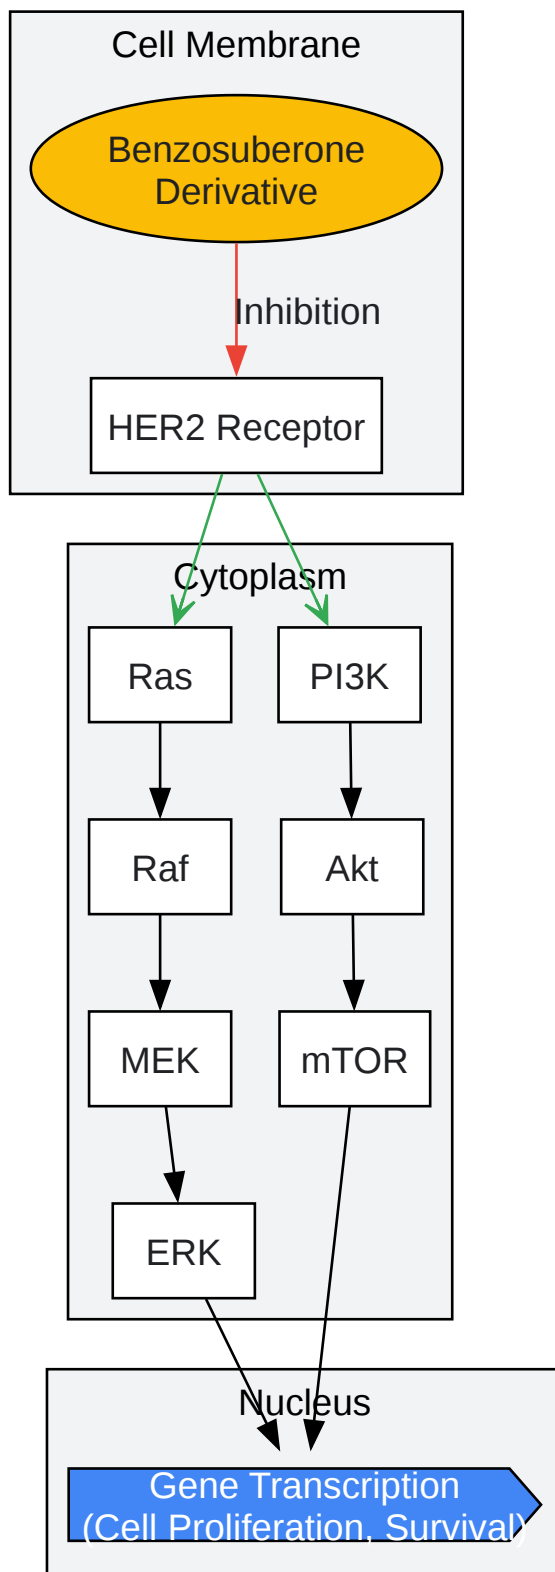 Cell Membrane
Benzosuberone
Derivative
Inhibition
HER2 Receptor
Cytoplasm
Ras
PI3K
Raf
Akt
MEK
mTOR
ERK
Nucleus
Gene Transcription
(Cell Proliferation, Survival)